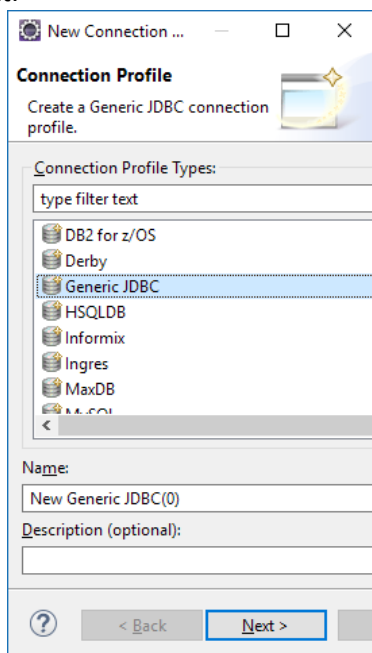 New Connection ...
Connection Profile
Create a Generic JDBC connection
profile.
Connection Profile Types:
type filter text
DB2 for z/OS
Derby
Generic JDBC
HSQLDB
Informix
Ingres
MaxDB
MySQL
Name:
New Generic JDBC(0)
Description (optional):
< Back
Next >